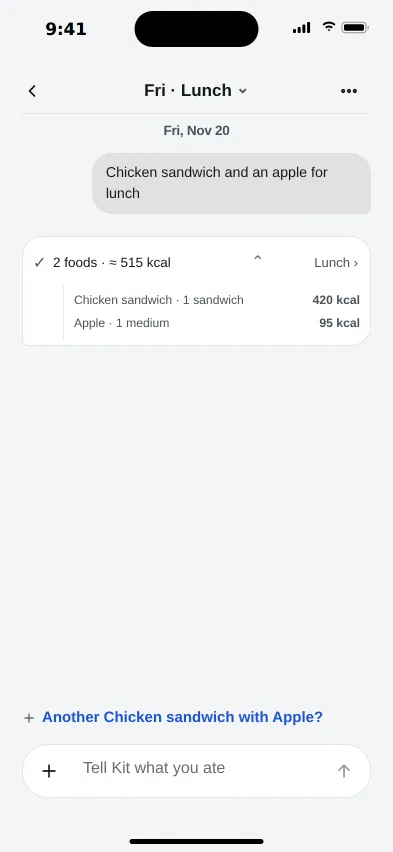 9:41
Fri · Lunch
Fri, Nov 20
Chicken sandwich and an apple for
lunch
✓ 2 foods · ≈ 515 kcal Lunch ›
Chicken sandwich · 1 sandwich 420 kcal
Apple · 1 medium 95 kcal
+ Another Chicken sandwich with Apple?
Tell Kit what you ate